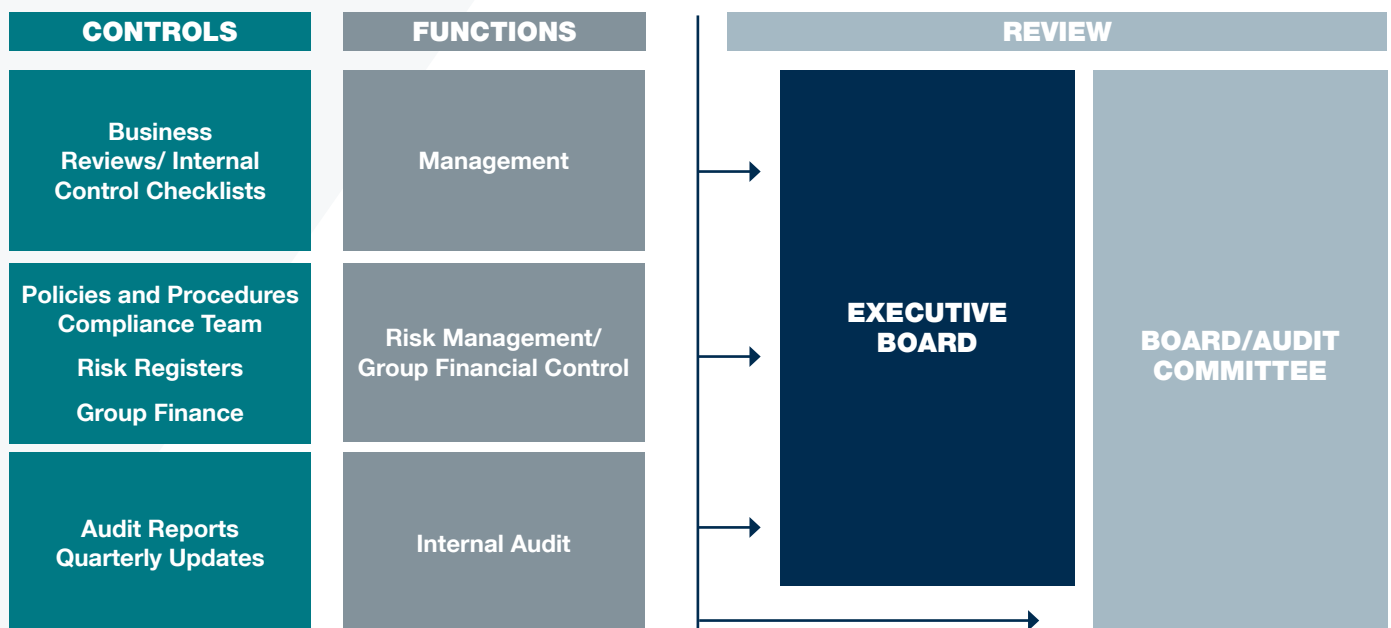 CONTROLS
FUNCTIONS
REVIEW
Business
Reviews/ Internal
Control Checklists
Management
Policies and Procedures
Compliance Team
Risk Registers
Group Finance
Risk Management/
Group Financial Control
Audit Reports
Quarterly Updates
Internal Audit
EXECUTIVE
BOARD
BOARD/AUDIT
COMMITTEE